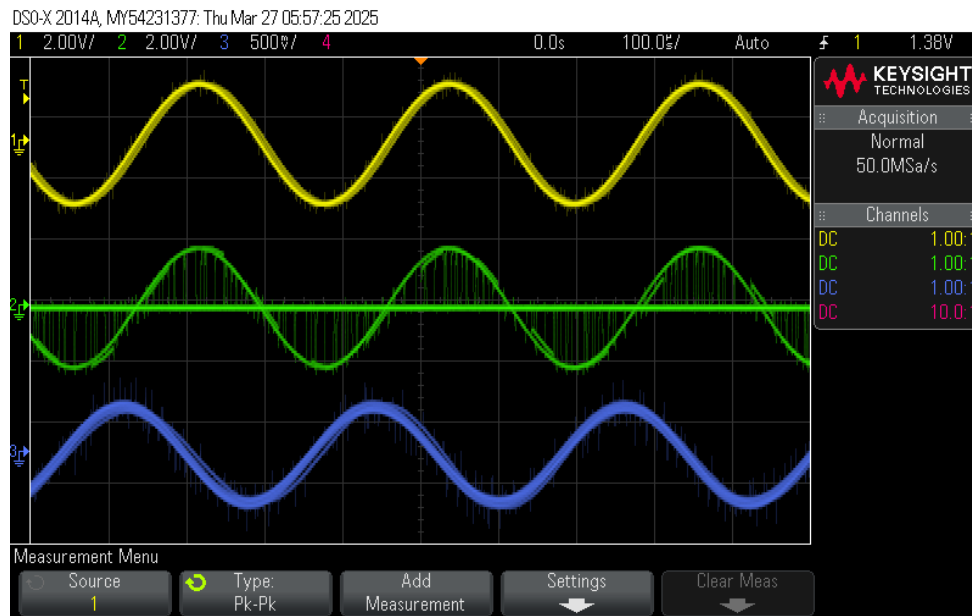 DSO-X 2014A, MY54231377: Thu Mar 27 05:57:25 2025
1 2.00V/ 2 2.00V/ 3 500mV/ 4 0.0s 100.0µs/ Auto 1 1.38V
T
1
2
3
KEYSIGHT
TECHNOLOGIES
Acquisition
Normal
50.0MSa/s
Channels
DC 1.00:
DC 1.00:
DC 1.00:
DC 10.0:
Measurement Menu
Source
1
Type:
Pk-Pk
Add
Measurement
Settings
Clear Meas